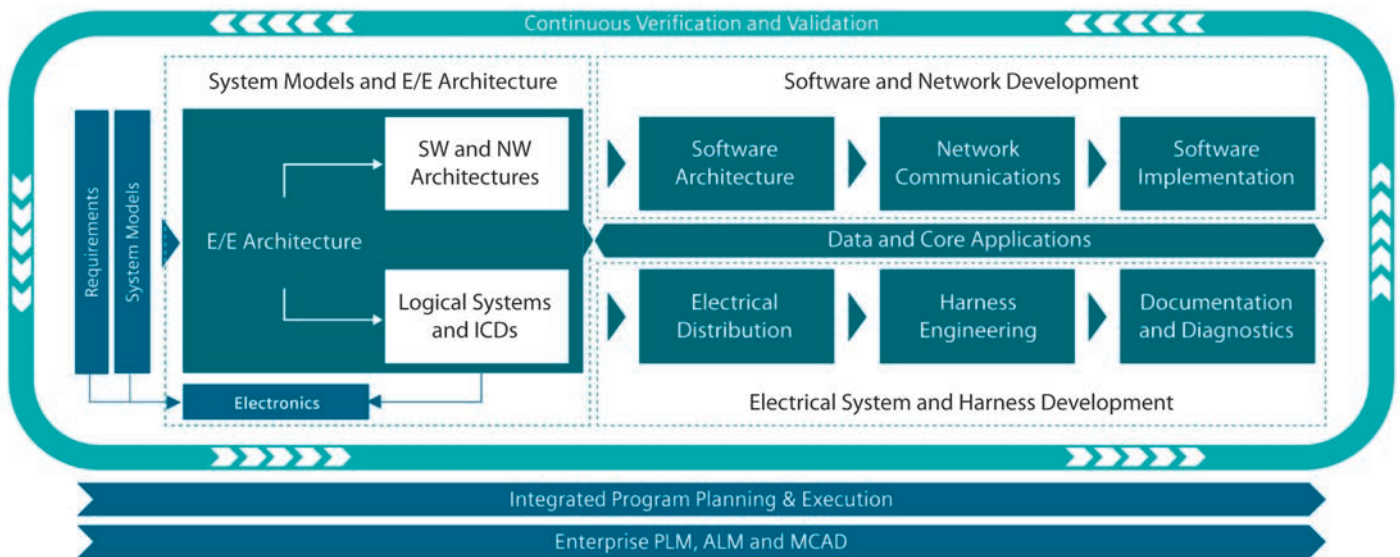 Continuous Verification and Validation
System Models and E/E Architecture
Software and Network Development
Requirements
System Models
E/E Architecture
SW and NW
Architectures
Logical Systems
and ICDs
Electronics
Software
Architecture
Network
Communications
Software
Implementation
Data and Core Applications
Electrical
Distribution
Harness
Engineering
Documentation
and Diagnostics
Electrical System and Harness Development
Integrated Program Planning & Execution
Enterprise PLM, ALM and MCAD